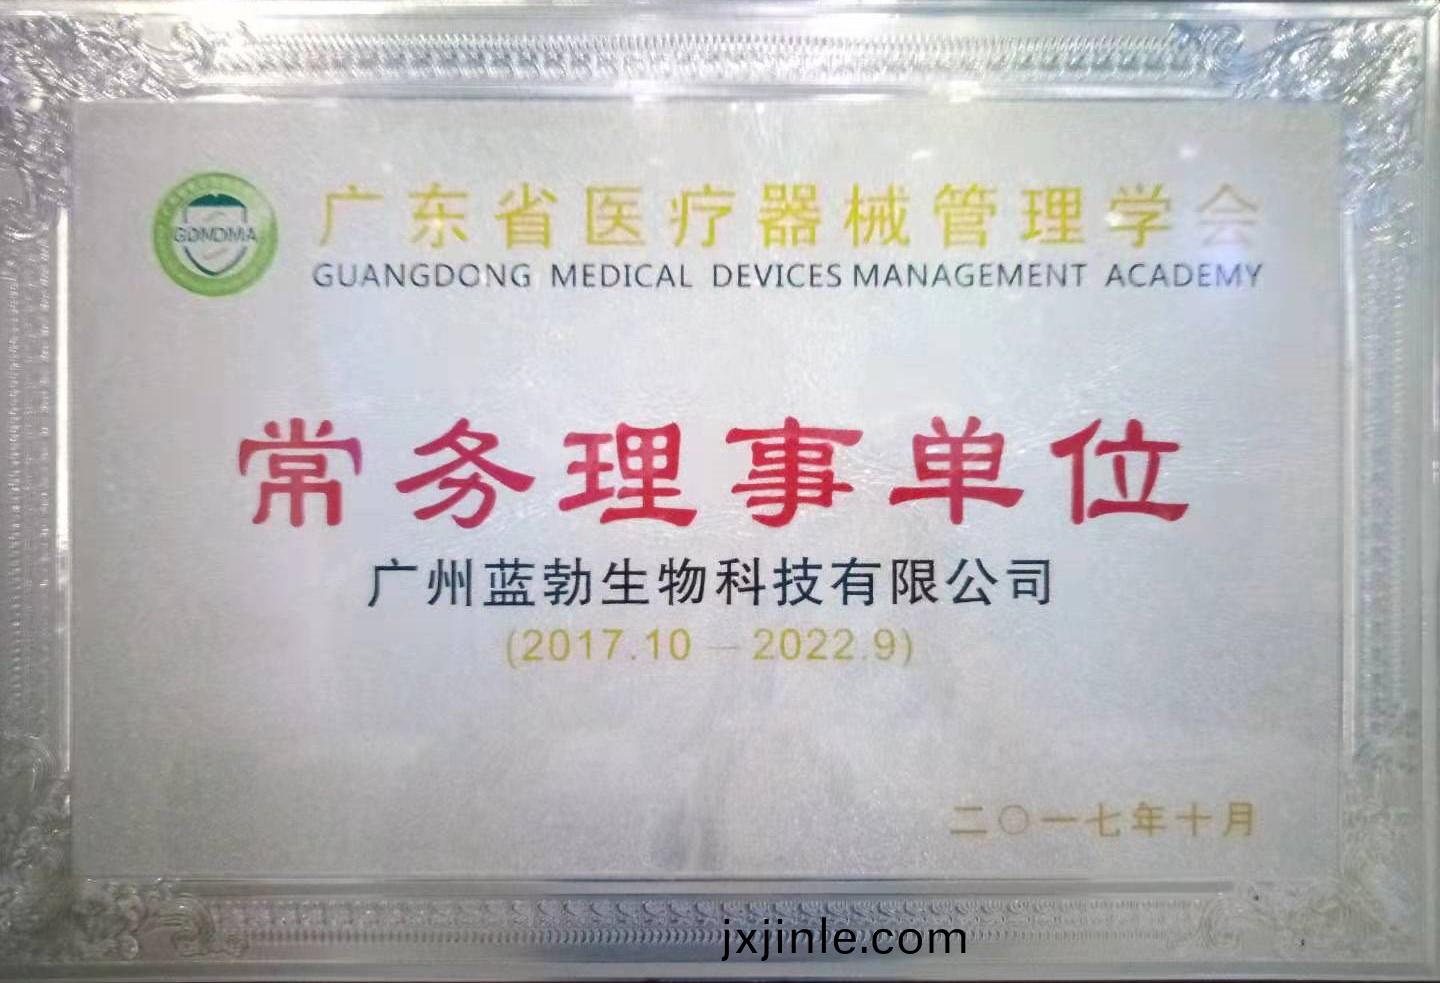 GDMDMA
广东省医疗器械管理学会
GUANGDONG MEDICAL DEVICES MANAGEMENT ACADEMY
常务理事单位
广州蓝勃生物科技有限公司
(2017.10 — 2022.9)
二〇一七年十月
jxjinle.com